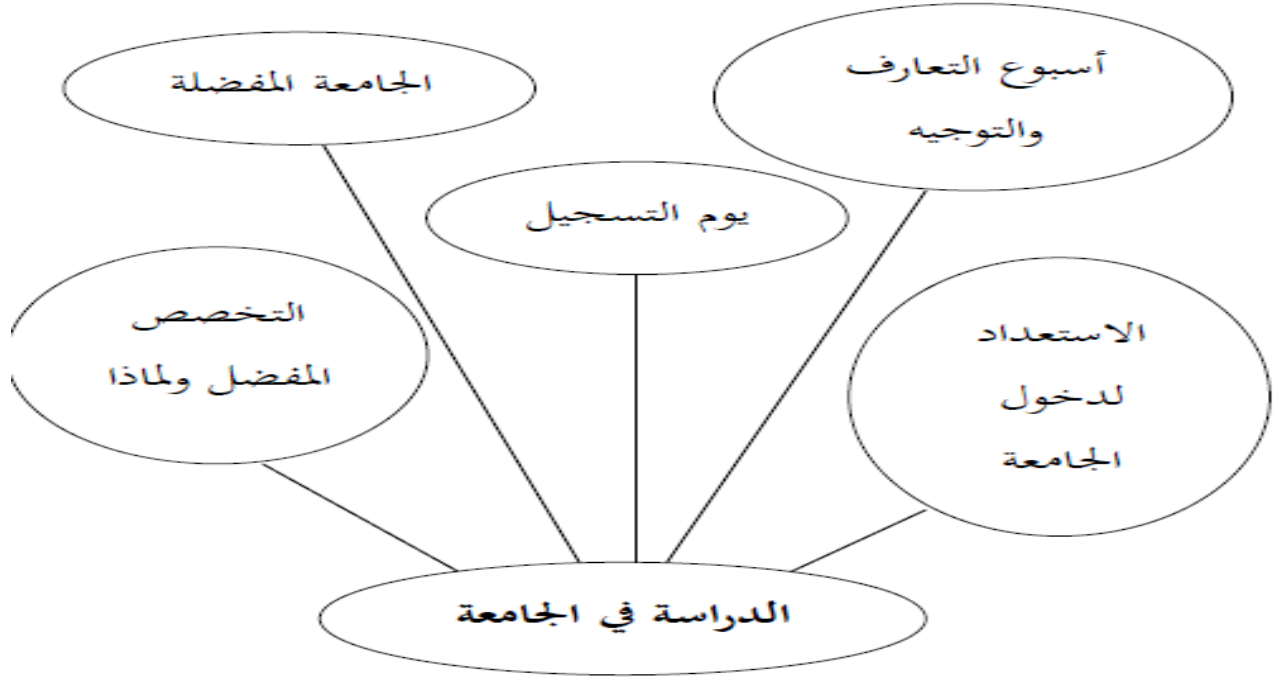 أسبوع التعارف
والتوجيه
الجامعة المفضلة
يوم التسجيل
الاستعداد
لدخول
الجامعة
التخصص
المفضل ولماذا
الدراسة في الجامعة